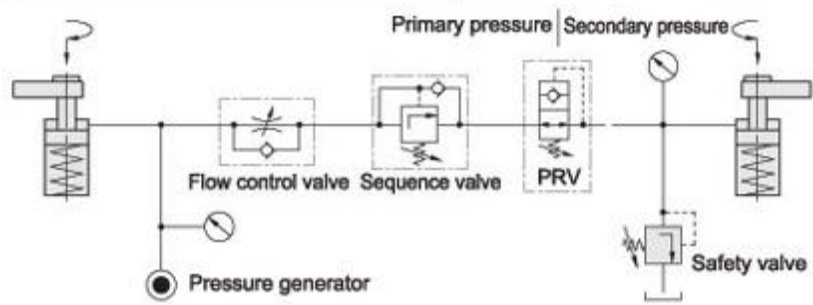 Primary pressure Secondary pressure
Flow control valve Sequence valve PRV
Safety valve
Pressure generator